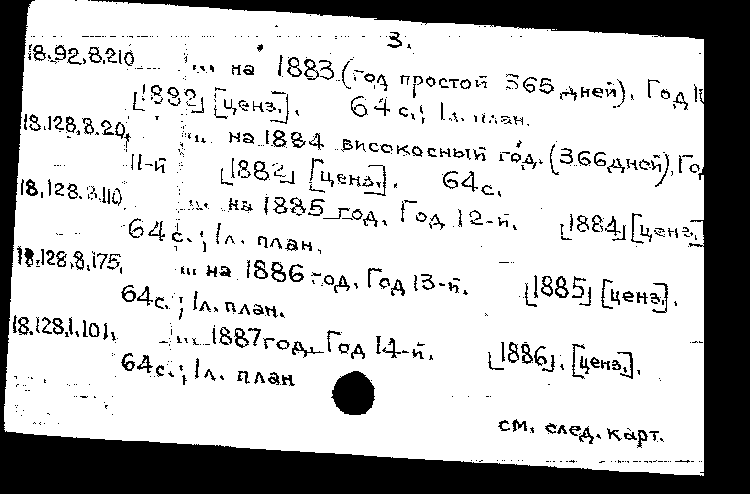 3.
18.92.8.210 ... на 1883 (год простой 365 дней). Год
[1882] [ценз.]. 64 с.; 1 л. план.
18.128.8.20. ... на 1884 високосный год. (366 дней),
11-й [1882] [ценз.]. 64 с.
18.128.8.110 ... на 1885 год. Год 12-й. [1884] [ценз.]
64 с.; 1 л. план.
18.128.8.175. ... на 1886 год. Год 13-й. [1885] [ценз.].
64 с.; 1 л. план.
18.128.1.101. ... 1887 год. Год 14-й. [1886]. [ценз.].
64 с.; 1 л. план
см. след. карт.